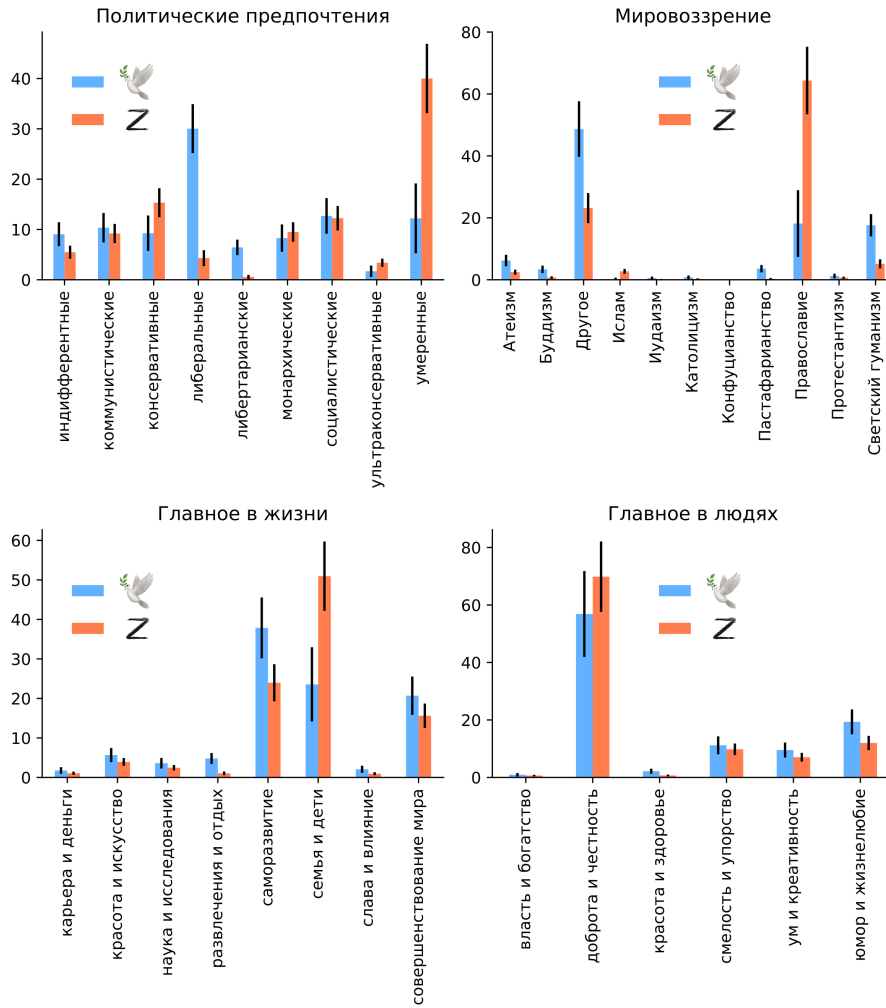 Политические предпочтения
40
30
20
10
0
Z
индифферентные
коммунистические
консервативные
либеральные
либертарианские
монархические
социалистические
ультраконсервативные
умеренные
Мировоззрение
80
60
40
20
0
Z
Атеизм
Буддизм
Другое
Ислам
Иудаизм
Католицизм
Конфуцианство
Пастафарианство
Православие
Протестантизм
Светский гуманизм
Главное в жизни
60
50
40
30
20
10
0
Z
карьера и деньги
красота и искусство
наука и исследования
развлечения и отдых
саморазвитие
семья и дети
слава и влияние
совершенствование мира
Главное в людях
80
60
40
20
0
Z
власть и богатство
доброта и честность
красота и здоровье
смелость и упорство
ум и креативность
юмор и жизнелюбие